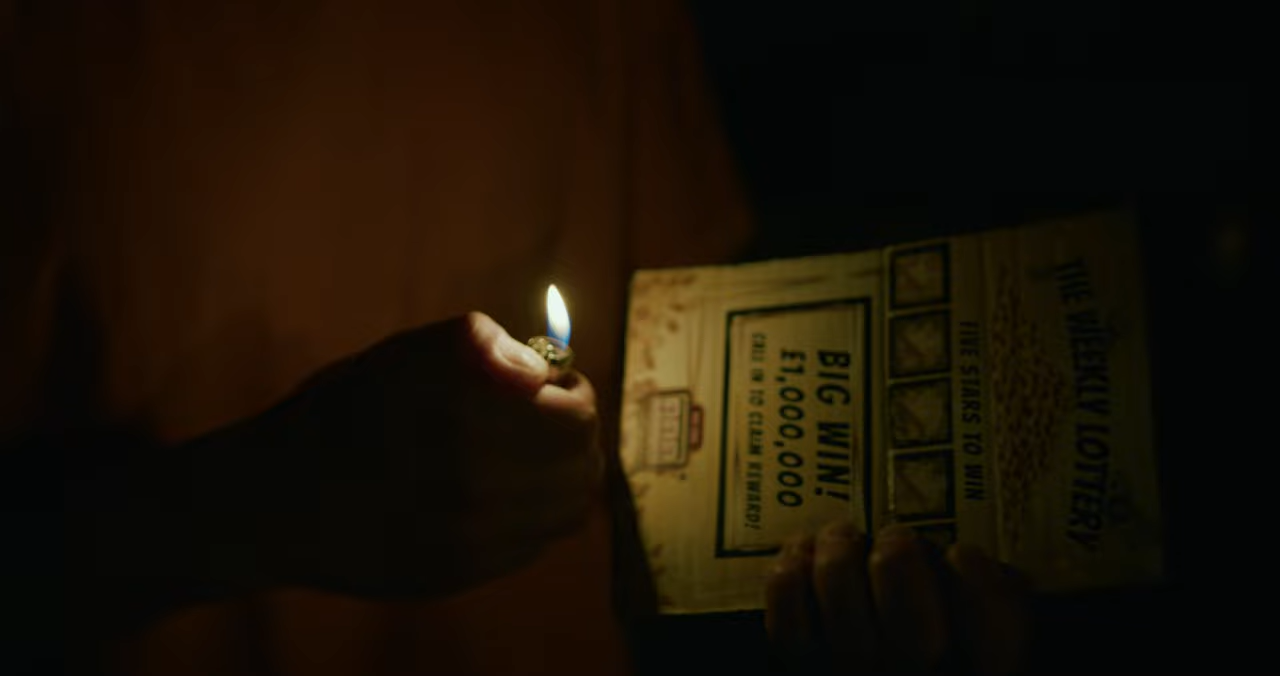 THE WEEKLY LOTTERY
FIVE STARS TO WIN
BIG WIN!
£1,000,000
CALL IN TO CLAIM REWARD!